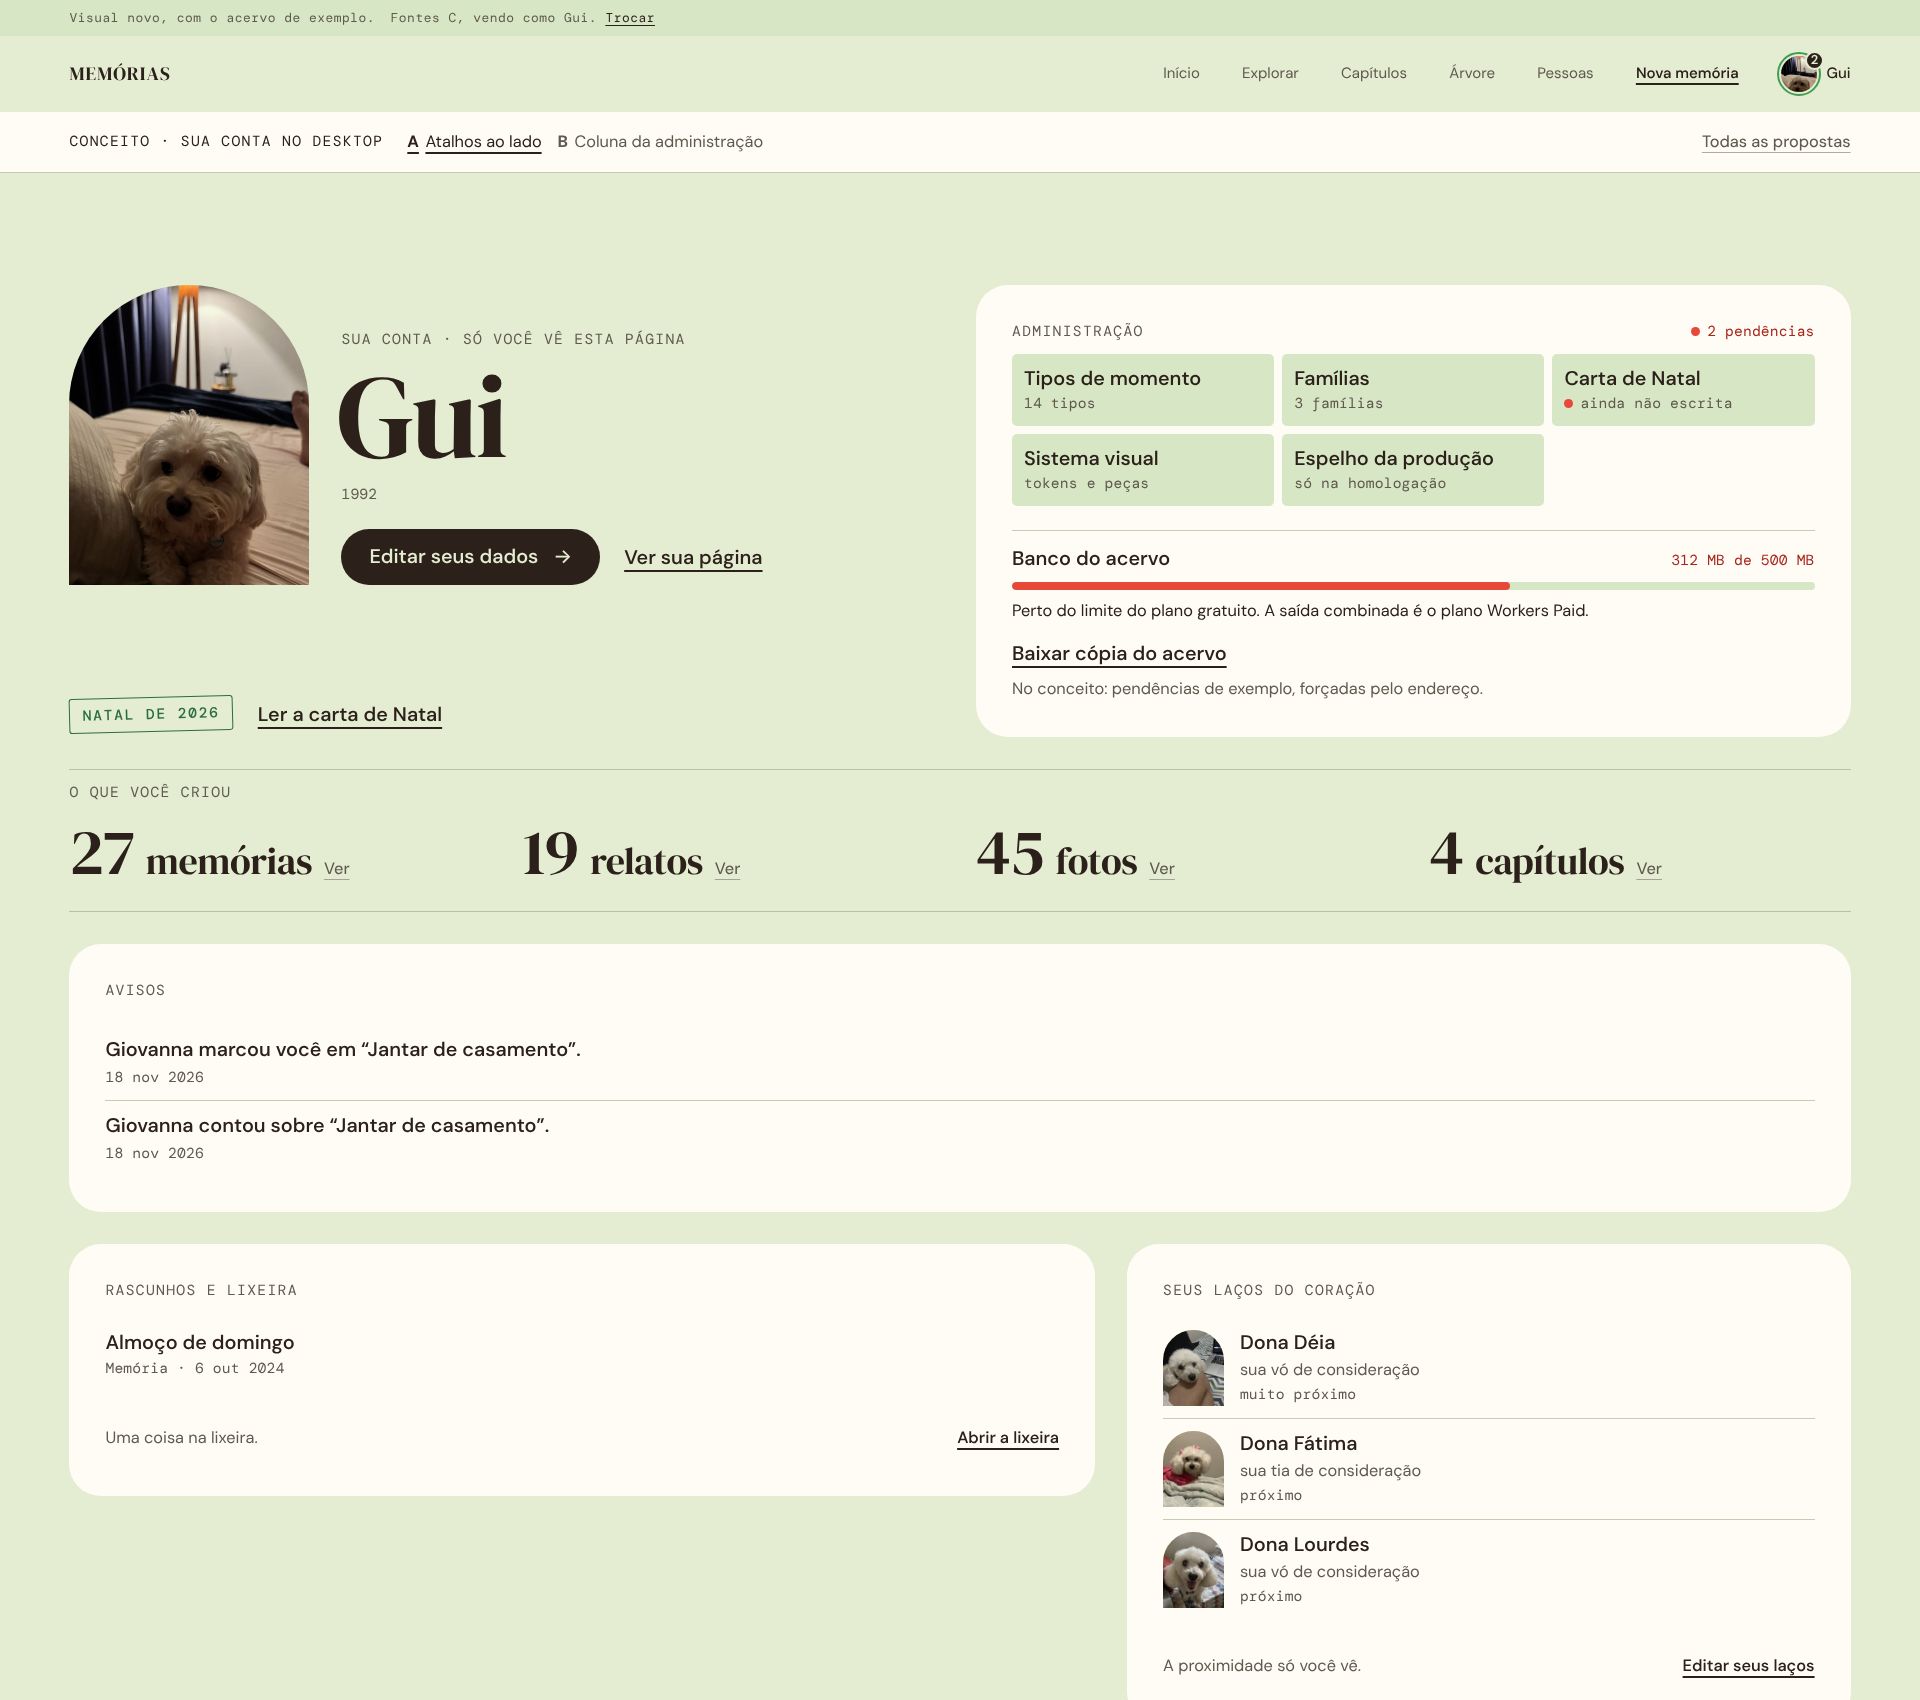 Visual novo, com o acervo de exemplo. Fontes C, vendo como Gui. Trocar
MEMÓRIAS
Início Explorar Capítulos Árvore Pessoas Nova memória 2 Gui
CONCEITO · SUA CONTA NO DESKTOP A Atalhos ao lado B Coluna da administração Todas as propostas
SUA CONTA · SÓ VOCÊ VÊ ESTA PÁGINA
Gui
1992
Editar seus dados → Ver sua página
NATAL DE 2026 Ler a carta de Natal
ADMINISTRAÇÃO 2 pendências
Tipos de momento
14 tipos
Famílias
3 famílias
Carta de Natal
ainda não escrita
Sistema visual
tokens e peças
Espelho da produção
só na homologação
Banco do acervo 312 MB de 500 MB
Perto do limite do plano gratuito. A saída combinada é o plano Workers Paid.
Baixar cópia do acervo
No conceito: pendências de exemplo, forçadas pelo endereço.
O QUE VOCÊ CRIOU
27 memórias Ver 19 relatos Ver 45 fotos Ver 4 capítulos Ver
AVISOS
Giovanna marcou você em “Jantar de casamento”.
18 nov 2026
Giovanna contou sobre “Jantar de casamento”.
18 nov 2026
RASCUNHOS E LIXEIRA
Almoço de domingo
Memória · 6 out 2024
Uma coisa na lixeira. Abrir a lixeira
SEUS LAÇOS DO CORAÇÃO
Dona Déia
sua vó de consideração
muito próximo
Dona Fátima
sua tia de consideração
próximo
Dona Lourdes
sua vó de consideração
próximo
A proximidade só você vê. Editar seus laços